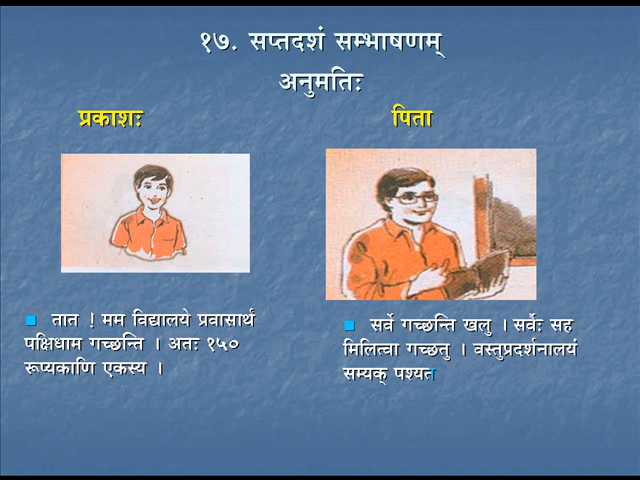 १७. सप्तदशं सम्भाषणम्
अनुमतिः
प्रकाशः
पिता
तात ! मम विद्यालये प्रवासार्थ
पक्षिधाम गच्छन्ति । अतः १५०
रूप्यकाणि एकस्य ।
सर्वे गच्छन्ति खलु । सर्वैः सह
मिलित्वा गच्छतु । वस्तुप्रदर्शनालयं
सम्यक् पश्यत